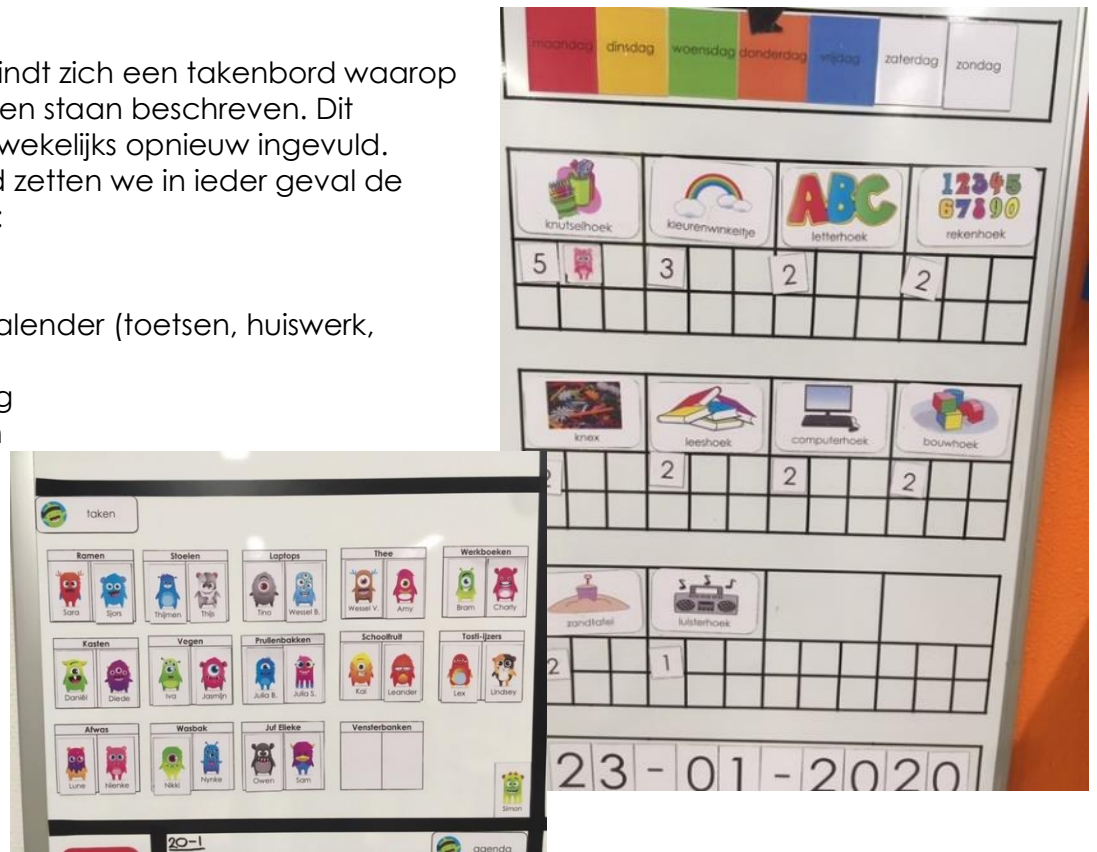 indt zich een takenbord waarop
en staan beschreven. Dit
wekelijks opnieuw ingevuld.
d zetten we in ieder geval de
:
alender (toetsen, huiswerk,
g
n
maandag dinsdag woensdag donderdag vrijdag zaterdag zondag
knutselhoek kleurenwinkeltje letterhoek rekenhoek
5 3 2 2
knex leeshoek computerhoek bouwhoek
2 2 2 2
zandtafel luisterhoek
2 1
23-01-2020
taken
Ramen Stoelen Laptops Thee Werkboeken
Sara Sjors Thijmen Thijs Tino Wessel B. Wessel V. Amy Bram Charly
Kasten Vegen Prullenbakken Schoolfruit Tosti-ijzers
Daniël Diede Iva Jasmijn Julia B. Julia S. Kai Leander Lex Lindsey
Afwas Wasbak Juf Elleke Vensterbanken
Lune Nienke Nikki Nynke Owen Sam
Simon
20-1
agenda